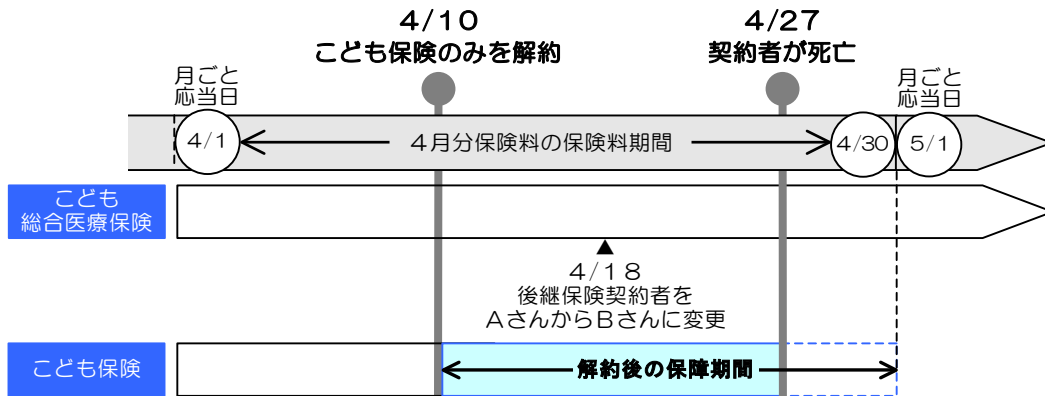 4/10
こども保険のみを解約
4/27
契約者が死亡
月ごと
応当日
月ごと
応当日
4/1
4月分保険料の保険料期間
4/30
5/1
こども
総合医療保険
▲
4/18
後継保険契約者を
AさんからBさんに変更
こども保険
解約後の保障期間